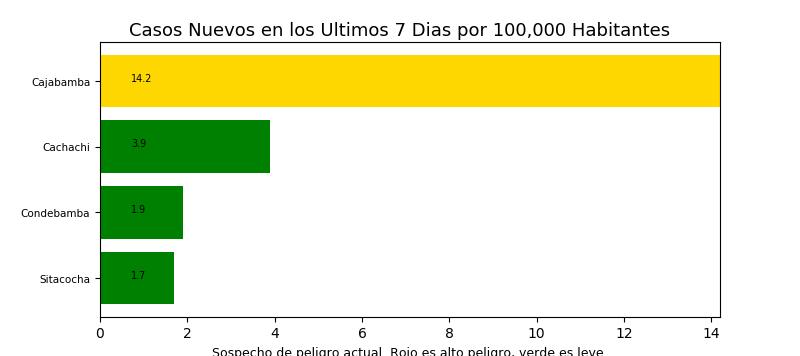 Casos Nuevos en los Ultimos 7 Dias por 100,000 Habitantes
Cajabamba 14.2
Cachachi 3.9
Condebamba 1.9
Sitacocha 1.7
0 2 4 6 8 10 12 14
Sospecho de peligro actual. Rojo es alto peligro, verde es leve